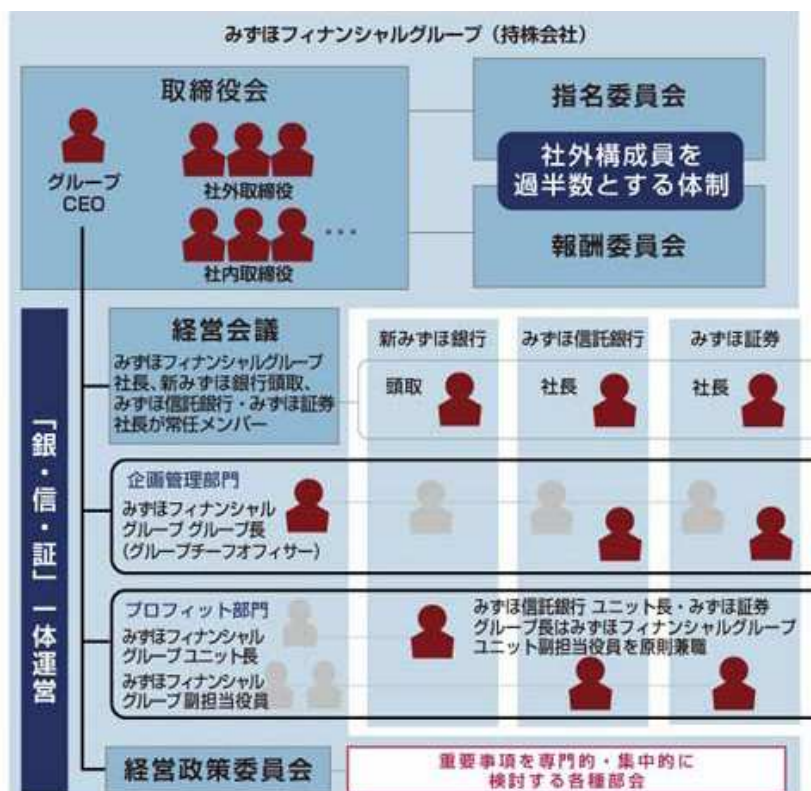 みずほフィナンシャルグループ（持株会社）
取締役会
グループ
CEO
社外取締役
社内取締役
…
指名委員会
社外構成員を
過半数とする体制
報酬委員会
「銀・信・証」一体運営
経営会議
みずほフィナンシャルグループ
社長、新みずほ銀行頭取、
みずほ信託銀行・みずほ証券
社長が常任メンバー
新みずほ銀行
みずほ信託銀行
みずほ証券
頭取
社長
社長
企画管理部門
みずほフィナンシャル
グループ グループ長
（グループチーフオフィサー）
プロフィット部門
みずほフィナンシャル
グループ ユニット長
みずほフィナンシャル
グループ 副担当役員
みずほ信託銀行 ユニット長・みずほ証券
グループ長はみずほフィナンシャルグループ
ユニット副担当役員を原則兼職
経営政策委員会
重要事項を専門的・集中的に
検討する各種部会